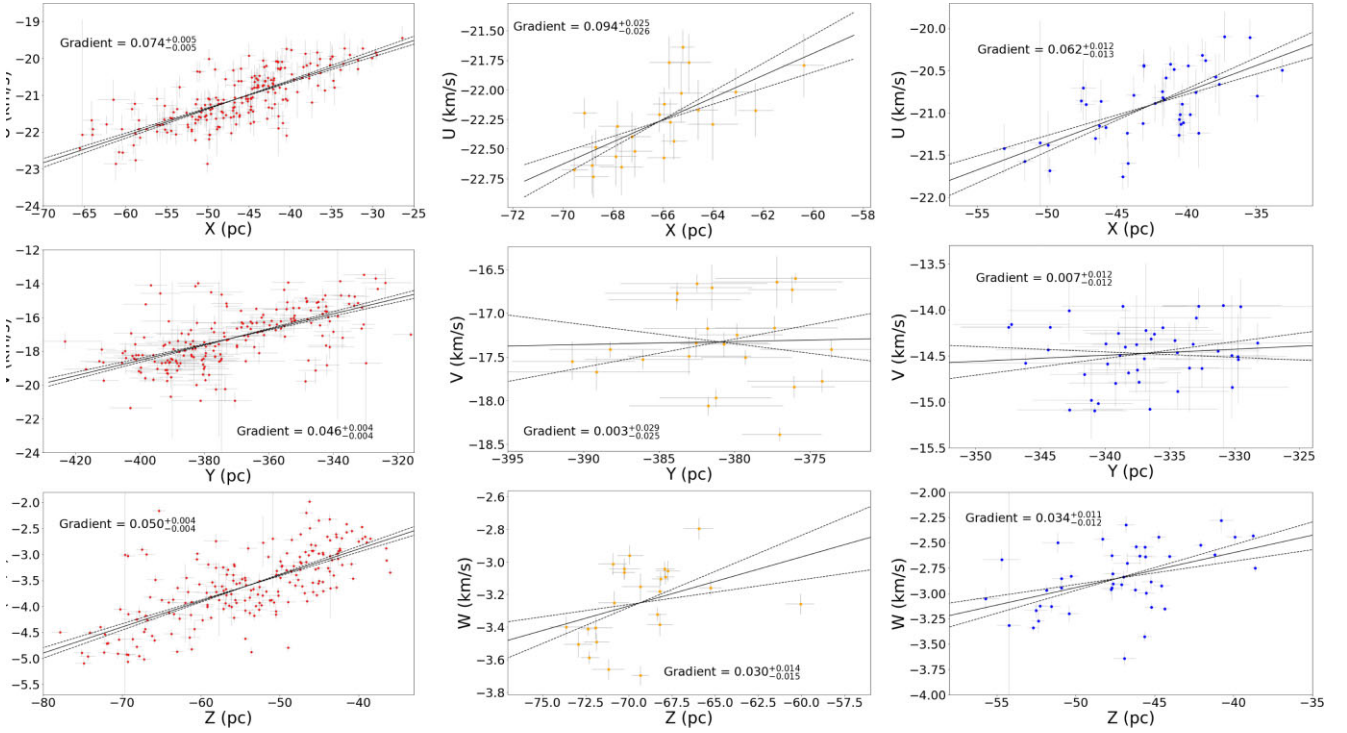 −19
−20
−21
−22
−23
−24
Gradient = 0.074+0.005−0.005
−70 −65 −60 −55 −50 −45 −40 −35 −30 −25
X (pc)
−21.50
−21.75
−22.00
−22.25
−22.50
−22.75
U (km/s)
Gradient = 0.094+0.025−0.026
−72 −70 −68 −66 −64 −62 −60 −58
X (pc)
−20.0
−20.5
−21.0
−21.5
−22.0
U (km/s)
Gradient = 0.062+0.012−0.013
−55 −50 −45 −40 −35
X (pc)
−12
−14
−16
−18
−20
−22
−24
Gradient = 0.046+0.004−0.004
−420 −400 −380 −360 −340 −320
Y (pc)
−16.5
−17.0
−17.5
−18.0
−18.5
V (km/s)
Gradient = 0.003+0.029−0.025
−395 −390 −385 −380 −375
Y (pc)
−13.5
−14.0
−14.5
−15.0
−15.5
V (km/s)
Gradient = 0.007+0.012−0.012
−350 −345 −340 −335 −330 −324
Y (pc)
−2.0
−2.5
−3.0
−3.5
−4.0
−4.5
−5.0
−5.5
Gradient = 0.050+0.004−0.004
−80 −70 −60 −50 −40
Z (pc)
−2.6
−2.8
−3.0
−3.2
−3.4
−3.6
−3.8
W (km/s)
Gradient = 0.030+0.014−0.015
−75.0 −72.5 −70.0 −67.5 −65.0 −62.5 −60.0 −57.5
Z (pc)
−2.00
−2.25
−2.50
−2.75
−3.00
−3.25
−3.50
−3.75
−4.00
W (km/s)
Gradient = 0.034+0.011−0.012
−55 −50 −45 −40 −35
Z (pc)